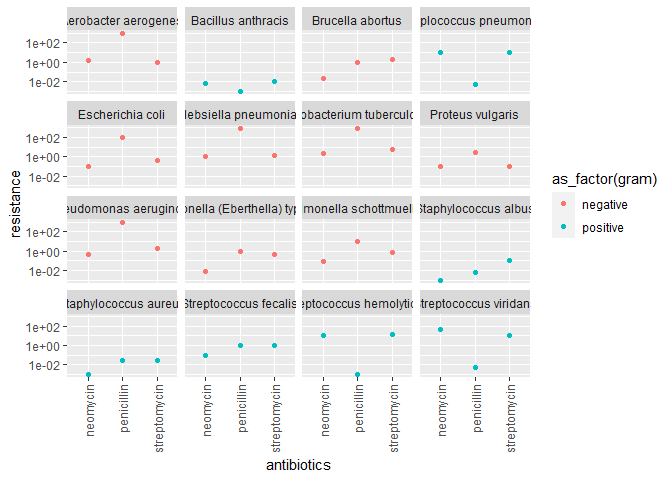 Aerobacter aerogenes
Bacillus anthracis
Brucella abortus
plococcus pneumon
1e+02
1e+00
1e-02
Escherichia coli
lebsiella pneumonia
obacterium tuberculo
Proteus vulgaris
1e+02
1e+00
1e-02
resistance
eudomonas aerugino
onella (Eberthella) typ
monella schottmuell
Staphylococcus albus
1e+02
1e+00
1e-02
taphylococcus aureu
Streptococcus fecalis
eptococcus hemolytic
treptococcus viridan
1e+02
1e+00
1e-02
neomycin
penicillin
streptomycin
neomycin
penicillin
streptomycin
neomycin
penicillin
streptomycin
neomycin
penicillin
streptomycin
antibiotics
as_factor(gram)
negative
positive